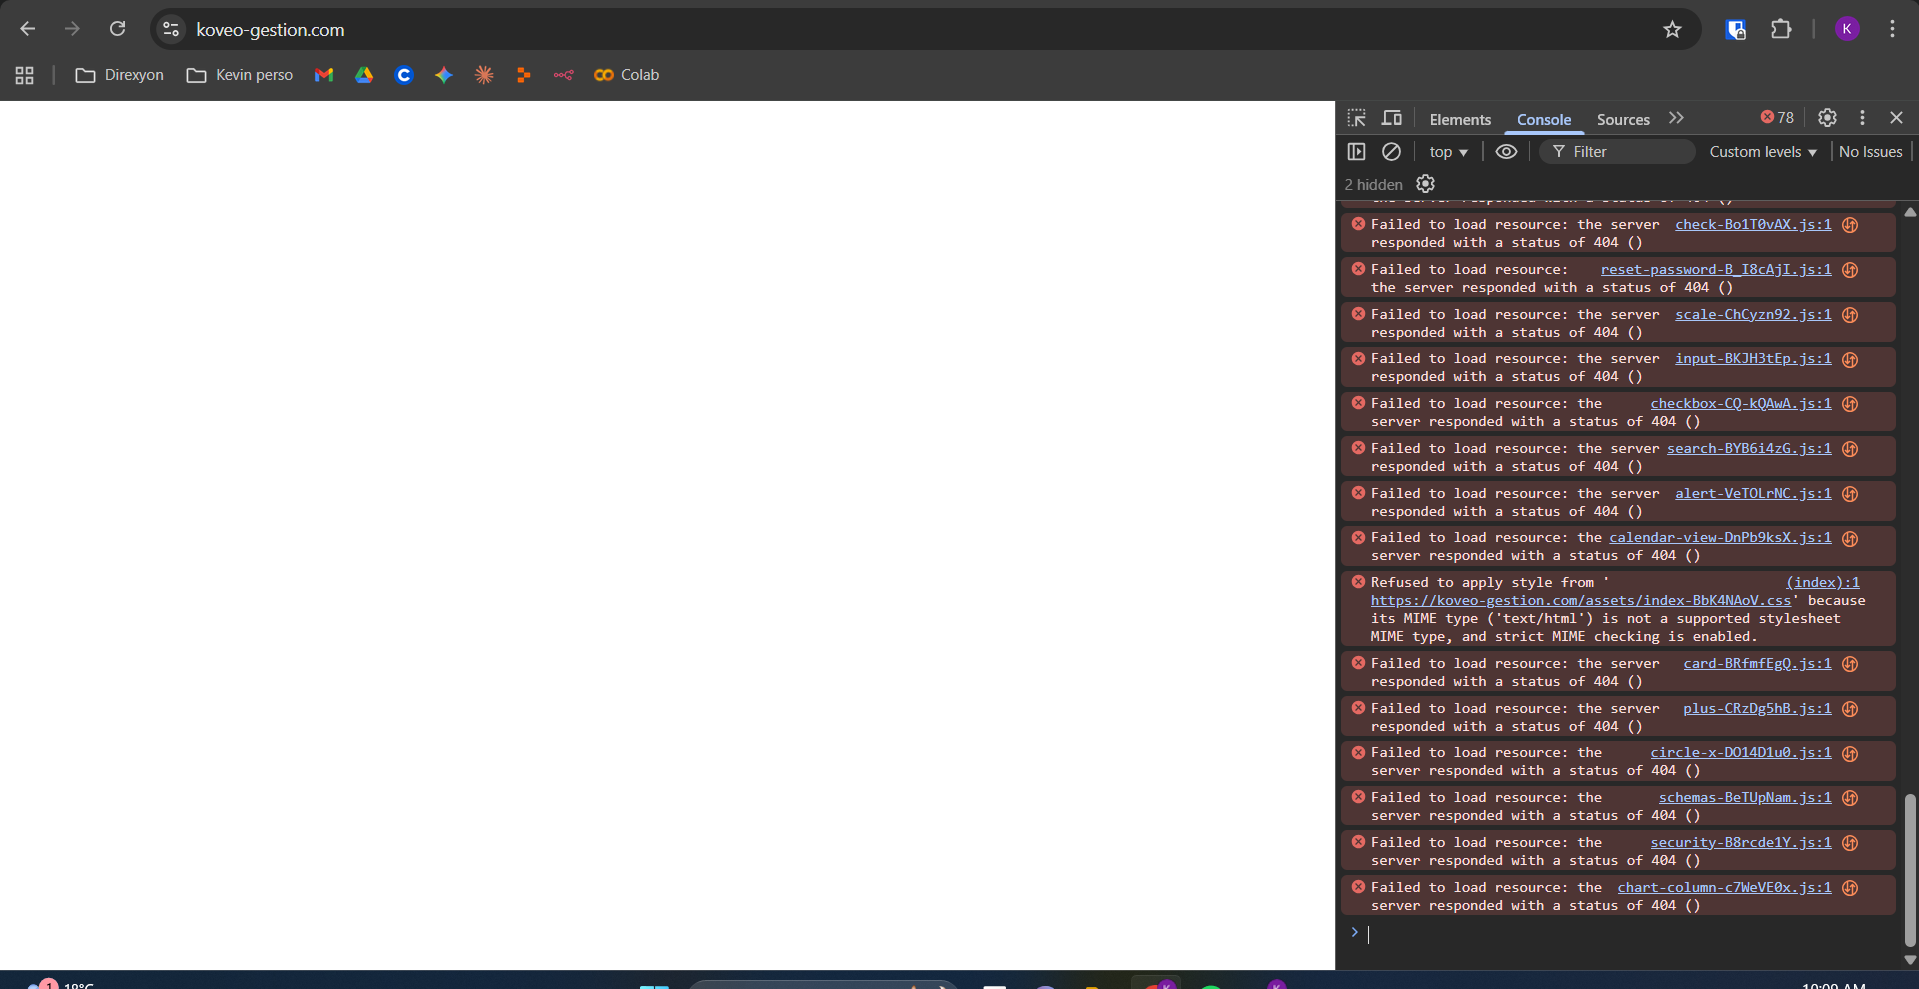 koveo-gestion.com
K
Direxyon
Kevin perso
Colab
Elements
Console
Sources
78
top
Filter
Custom levels
No Issues
2 hidden
the server responded with a status of 404 ()
Failed to load resource: the server check-Bo1T0vAX.js:1
responded with a status of 404 ()
Failed to load resource: reset-password-B_I8cAjI.js:1
the server responded with a status of 404 ()
Failed to load resource: the server scale-ChCyzn92.js:1
responded with a status of 404 ()
Failed to load resource: the server input-BKJH3tEp.js:1
responded with a status of 404 ()
Failed to load resource: the checkbox-CQ-kQAwA.js:1
server responded with a status of 404 ()
Failed to load resource: the server search-BYB6i4zG.js:1
responded with a status of 404 ()
Failed to load resource: the server alert-VeTOLrNC.js:1
responded with a status of 404 ()
Failed to load resource: the calendar-view-DnPb9ksX.js:1
server responded with a status of 404 ()
Refused to apply style from ' (index):1
https://koveo-gestion.com/assets/index-BbK4NAoV.css' because
its MIME type ('text/html') is not a supported stylesheet
MIME type, and strict MIME checking is enabled.
Failed to load resource: the server card-BRfmfEgQ.js:1
responded with a status of 404 ()
Failed to load resource: the server plus-CRzDg5hB.js:1
responded with a status of 404 ()
Failed to load resource: the circle-x-DO14D1u0.js:1
server responded with a status of 404 ()
Failed to load resource: the schemas-BeTUpNam.js:1
server responded with a status of 404 ()
Failed to load resource: the security-B8rcde1Y.js:1
server responded with a status of 404 ()
Failed to load resource: the chart-column-c7WeVE0x.js:1
server responded with a status of 404 ()
1
18°C
K
K
10:09 AM